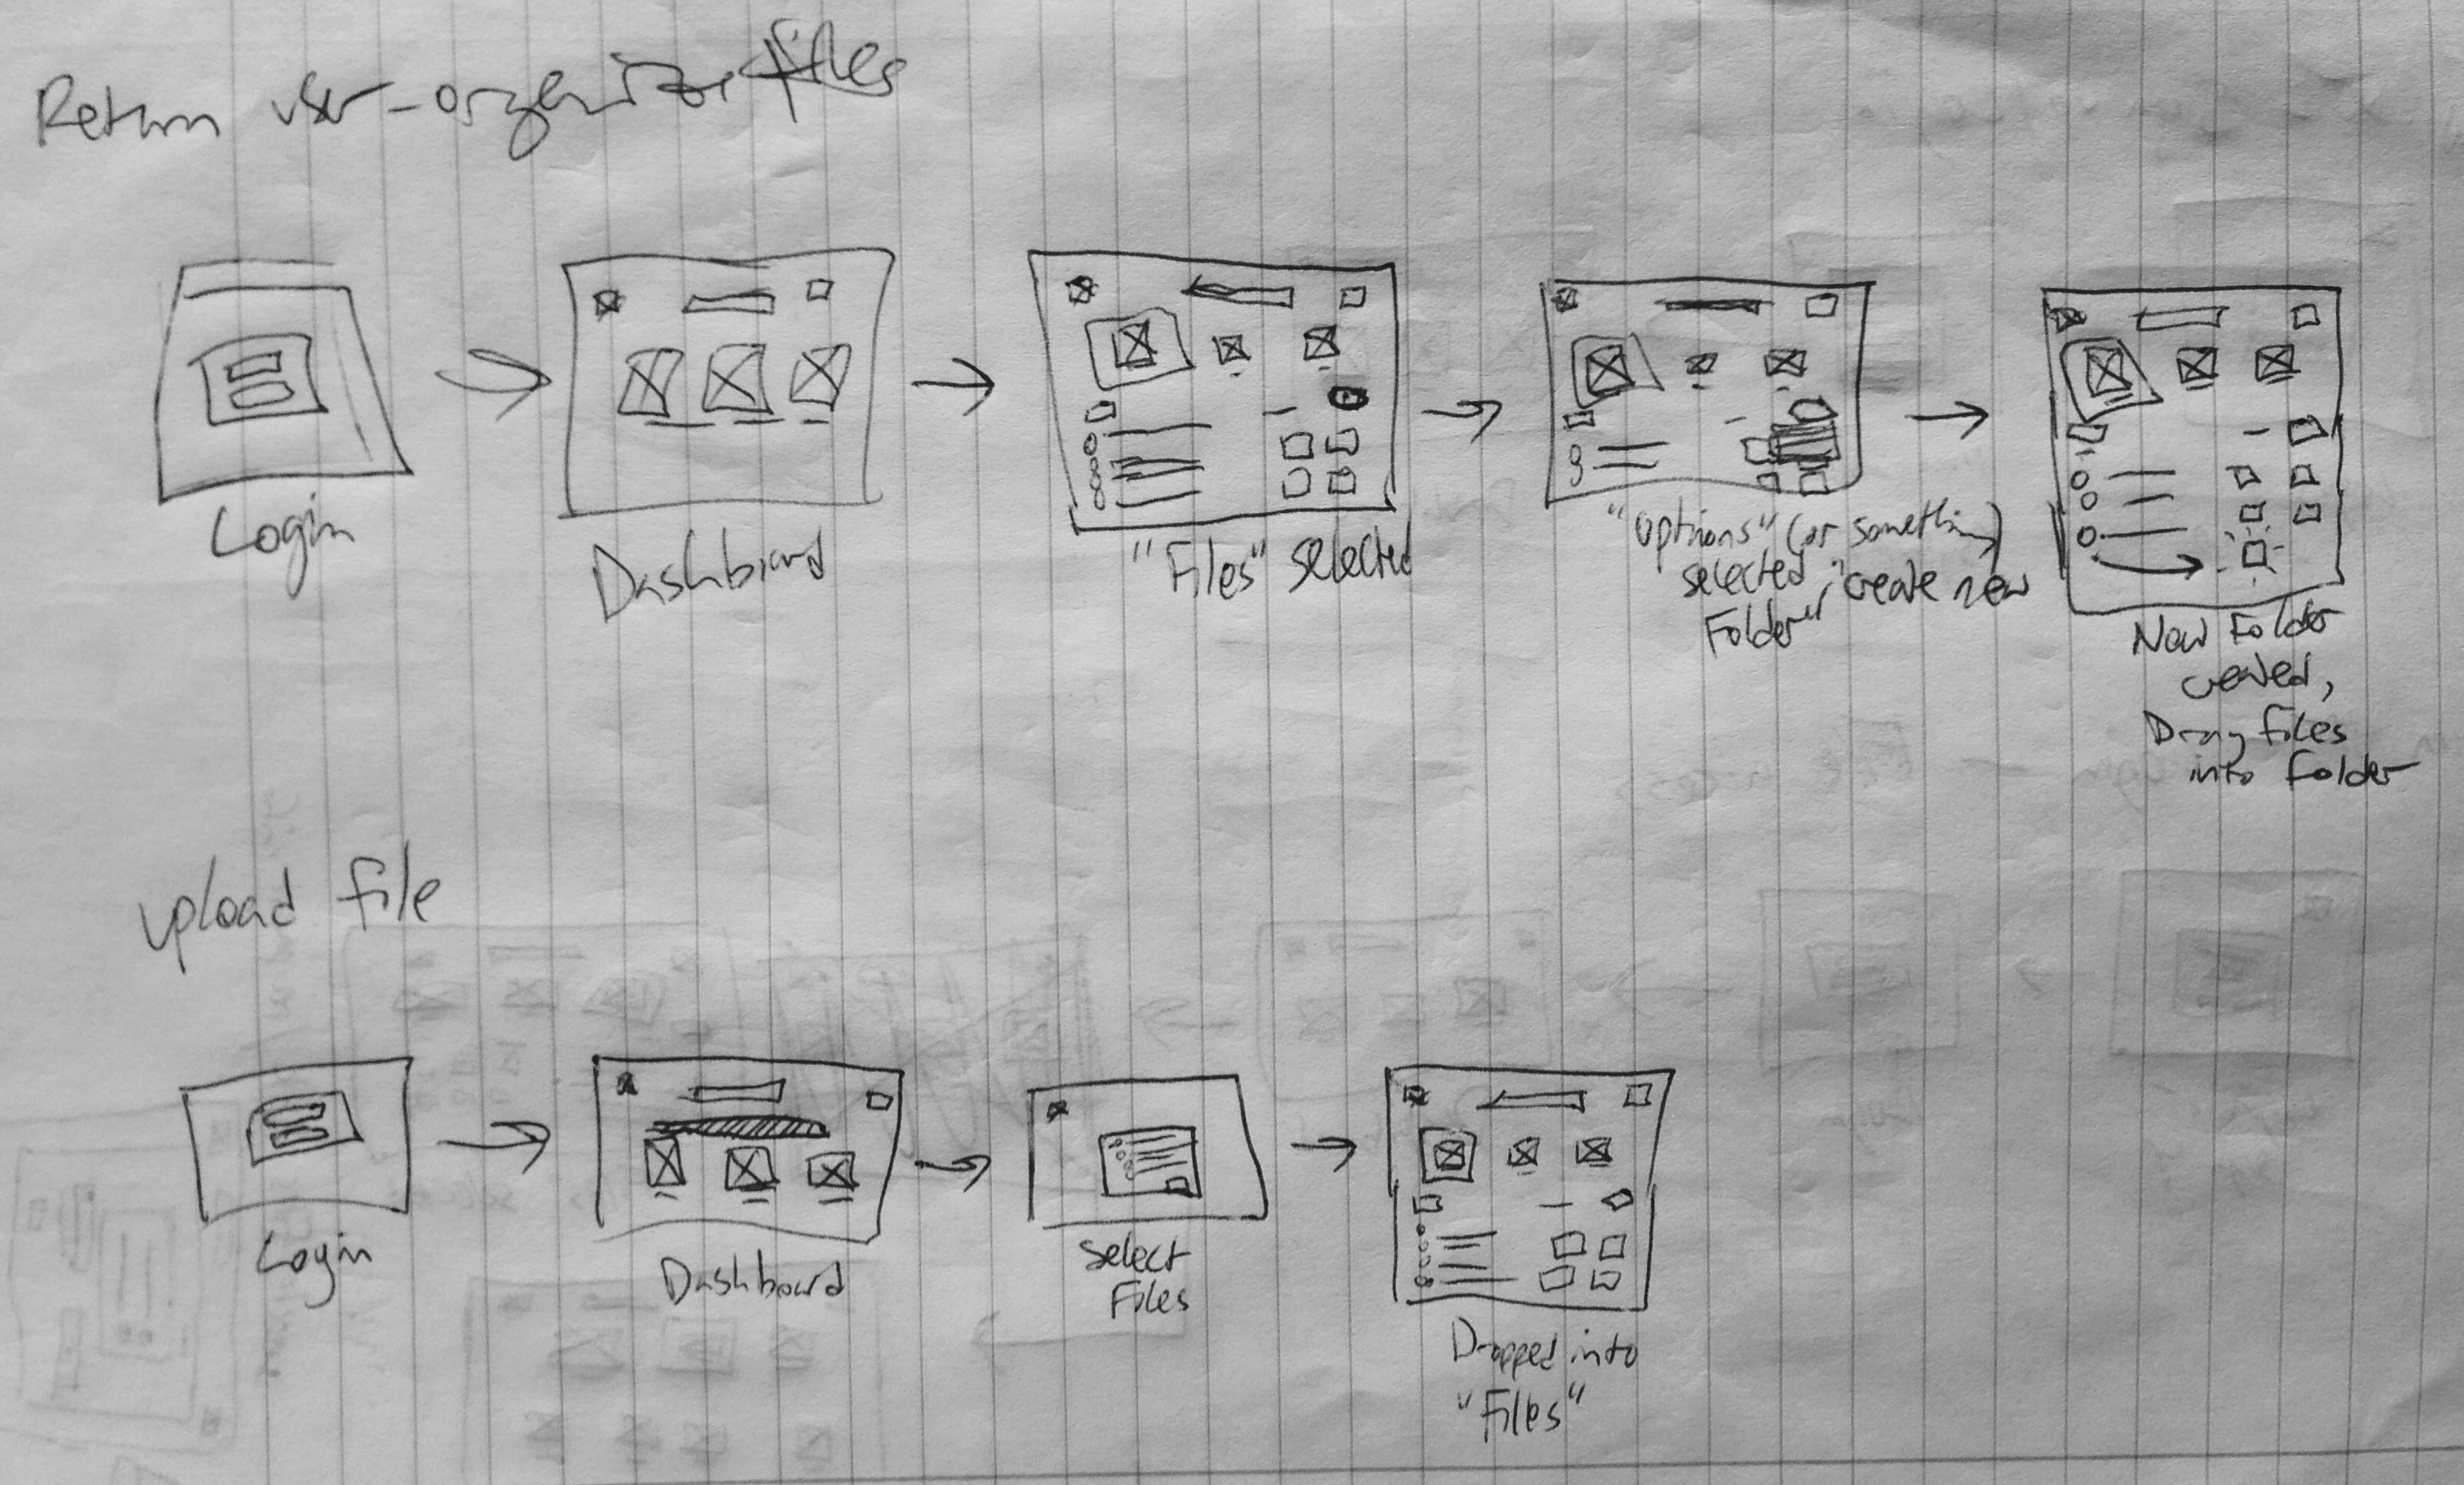 Return user - organizing files
Login
Dashboard
"Files" selected
"options" (or something)
selected, "create new
Folder"
New Folder
created,
Drag files
into folder
upload file
Login
Dashboard
Select
Files
Dropped into
"Files"